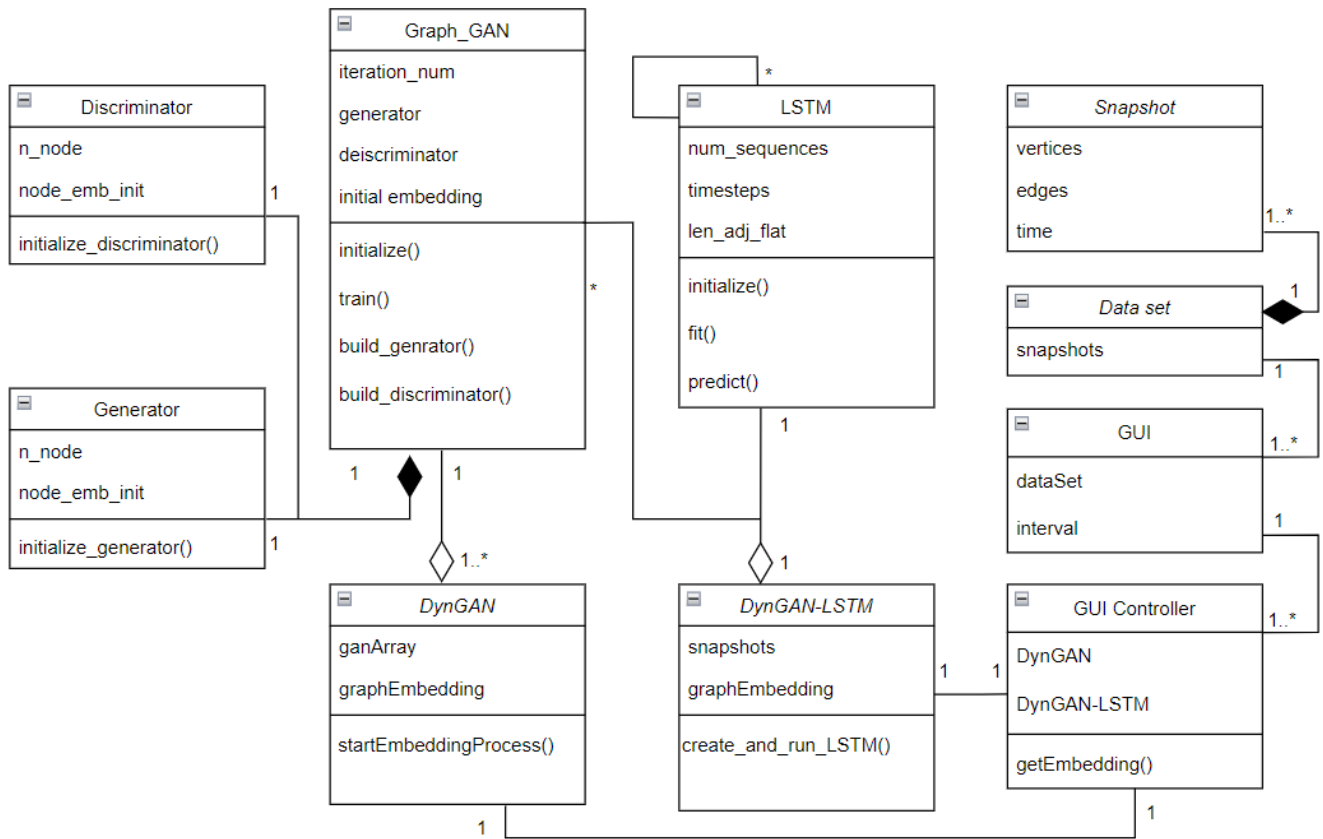 Graph_GAN
iteration_num
generator
deiscriminator
initial embedding
initialize()
train()
build_genrator()
build_discriminator()
1
1
*
Discriminator
n_node
node_emb_init
initialize_discriminator()
1
Generator
n_node
node_emb_init
initialize_generator()
1
LSTM
num_sequences
timesteps
len_adj_flat
initialize()
fit()
predict()
*
1
Snapshot
vertices
edges
time
1..*
Data set
snapshots
1
1
GUI
dataSet
interval
1..*
1
DynGAN
ganArray
graphEmbedding
startEmbeddingProcess()
1..*
1
DynGAN-LSTM
snapshots
graphEmbedding
create_and_run_LSTM()
1
1
GUI Controller
DynGAN
DynGAN-LSTM
getEmbedding()
1..*
1
1